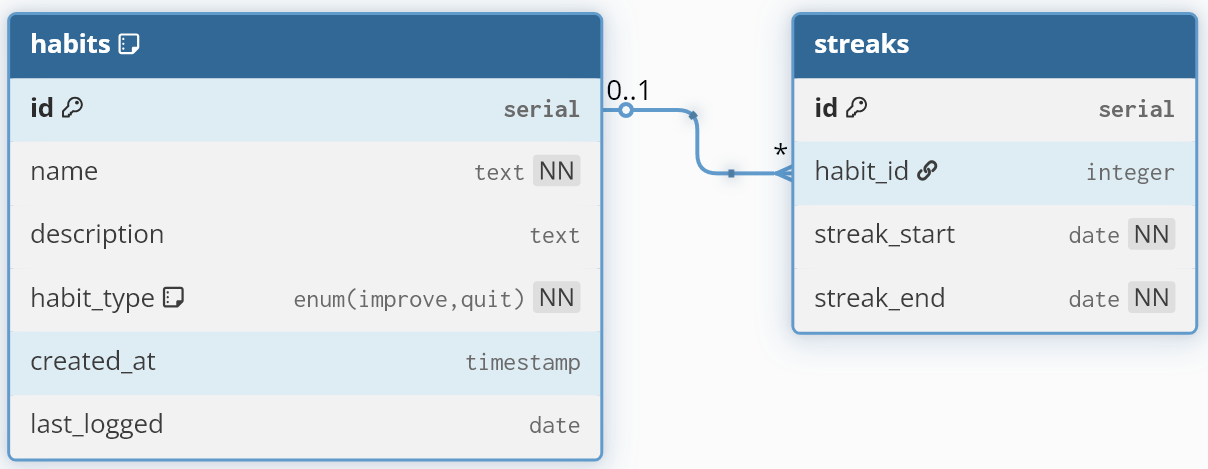 habits
id serial
name text NN
description text
habit_type enum(improve,quit) NN
created_at timestamp
last_logged date
0..1
*
streaks
id serial
habit_id integer
streak_start date NN
streak_end date NN